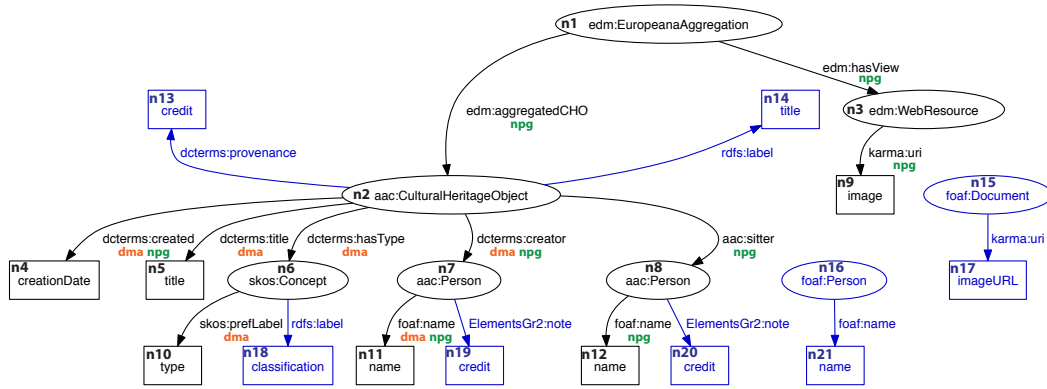 n1 edm:EuropeanaAggregation
edm:hasView
npg
n13
credit
edm:aggregatedCHO
npg
n14
title
n3 edm:WebResource
dcterms:provenance
rdfs:label
karma:uri
npg
n2 aac:CulturalHeritageObject
n9
image
n15
foaf:Document
dcterms:created
dma npg
dcterms:title
dma
dcterms:hasType
dma
dcterms:creator
dma npg
aac:sitter
npg
karma:uri
n4
creationDate
n5
title
n6
skos:Concept
n7
aac:Person
n8
aac:Person
n16
foaf:Person
n17
imageURL
skos:prefLabel
dma
rdfs:label
foaf:name
dma npg
ElementsGr2:note
foaf:name
npg
ElementsGr2:note
foaf:name
n10
type
n18
classification
n11
name
n19
credit
n12
name
n20
credit
n21
name